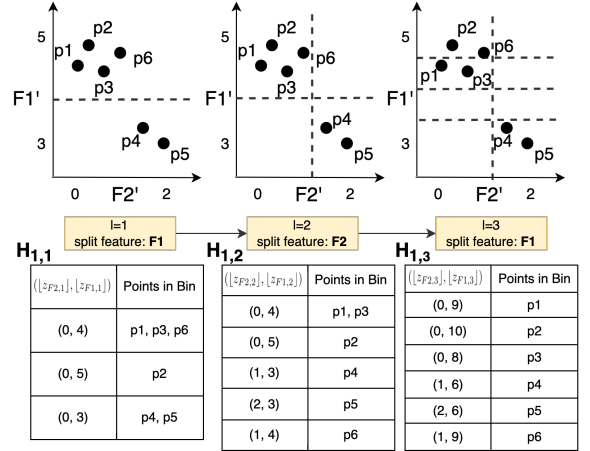 5
p1
p2
p6
p3
F1'
p4
p5
3
0
F2'
2
5
p1
p2
p6
p3
F1'
p4
p5
3
0
F2'
2
5
p1
p2
p6
p3
F1'
p4
p5
3
0
F2'
2
l=1
split feature: F1
l=2
split feature: F2
l=3
split feature: F1
H1,1
(⌊zF2,1⌋, ⌊zF1,1⌋) Points in Bin
(0, 4) p1, p3, p6
(0, 5) p2
(0, 3) p4, p5
H1,2
(⌊zF2,2⌋, ⌊zF1,2⌋) Points in Bin
(0, 4) p1, p3
(0, 5) p2
(1, 3) p4
(2, 3) p5
(1, 4) p6
H1,3
(⌊zF2,3⌋, ⌊zF1,3⌋) Points in Bin
(0, 9) p1
(0, 10) p2
(0, 8) p3
(1, 6) p4
(2, 6) p5
(1, 9) p6